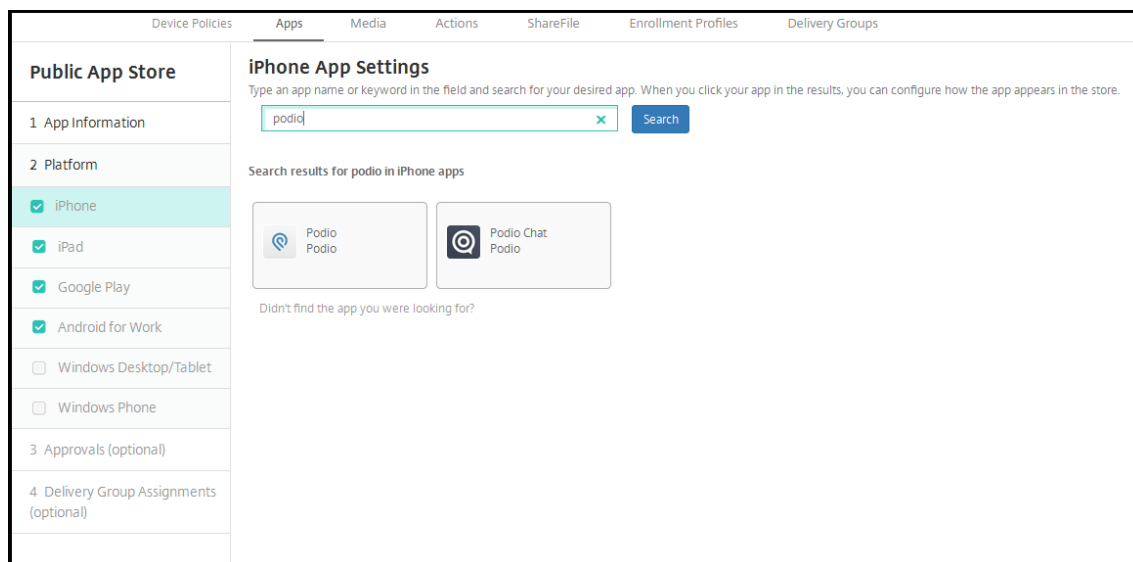 Device Policies
Apps
Media
Actions
ShareFile
Enrollment Profiles
Delivery Groups
Public App Store
1 App Information
2 Platform
iPhone
iPad
Google Play
Android for Work
Windows Desktop/Tablet
Windows Phone
3 Approvals (optional)
4 Delivery Group Assignments
(optional)
iPhone App Settings
Type an app name or keyword in the field and search for your desired app. When you click your app in the results, you can configure how the app appears in the store.
podio
Search
Search results for podio in iPhone apps
Podio
Podio
Podio Chat
Podio
Didn't find the app you were looking for?